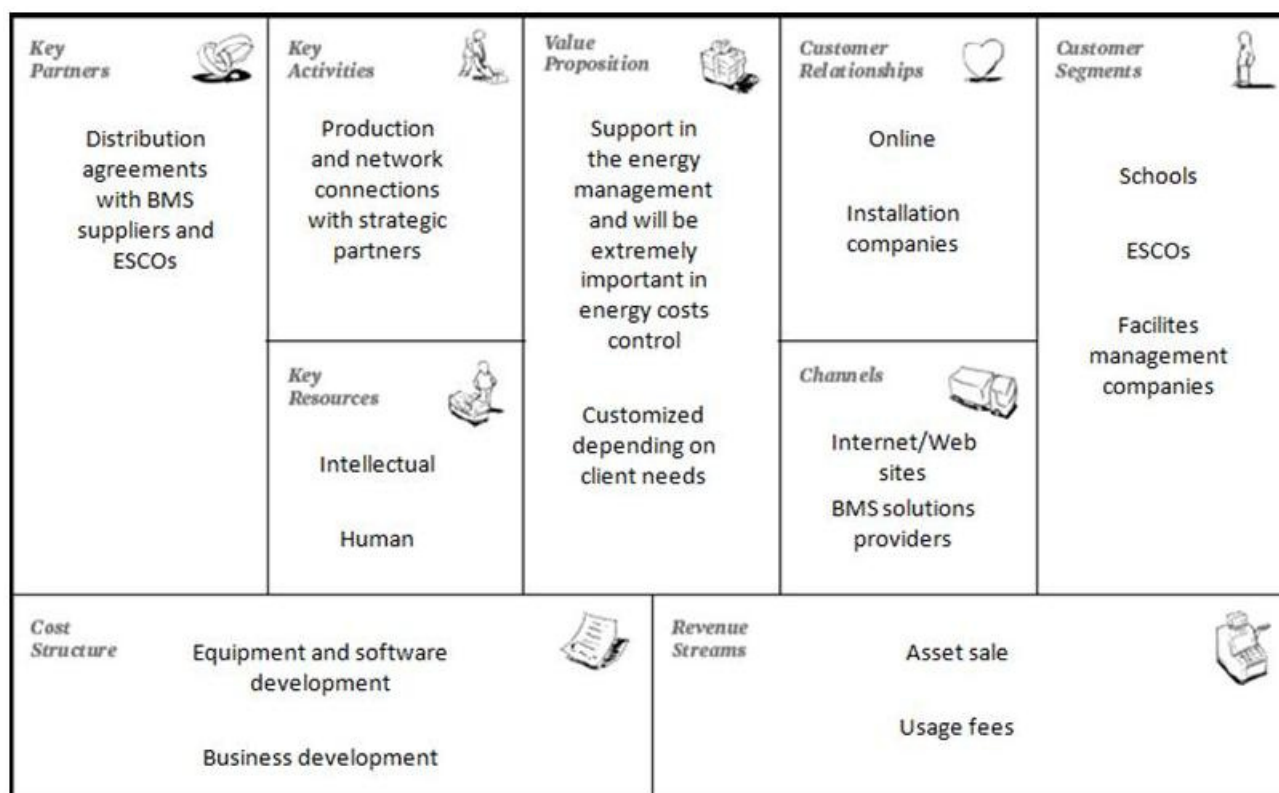 Key
Partners
Distribution
agreements
with BMS
suppliers and
ESCOs
Key
Activities
Production
and network
connections
with strategic
partners
Key
Resources
Intellectual
Human
Value
Proposition
Support in
the energy
management
and will be
extremely
important in
energy costs
control
Customized
depending on
client needs
Customer
Relationships
Online
Installation
companies
Channels
Internet/Web
sites
BMS solutions
providers
Customer
Segments
Schools
ESCOs
Facilites
management
companies
Cost
Structure
Equipment and software
development
Business development
Revenue
Streams
Asset sale
Usage fees